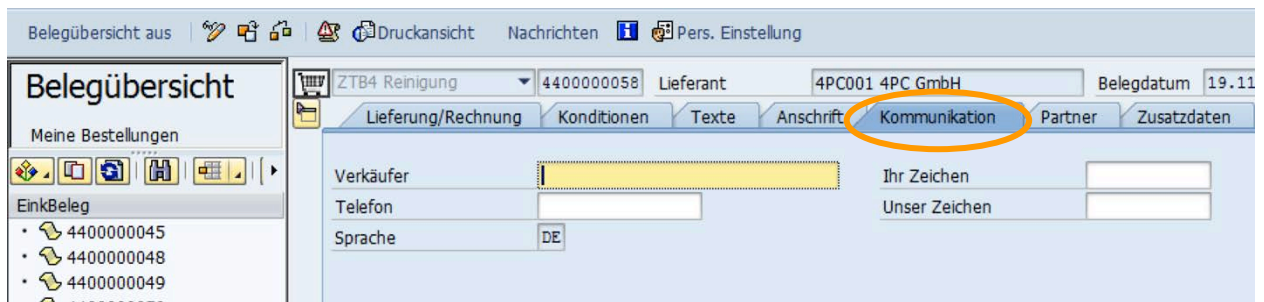 Belegübersicht aus Druckansicht Nachrichten Pers. Einstellung
Belegübersicht
Meine Bestellungen
EinkBeleg
4400000045
4400000048
4400000049
ZTB4 Reinigung 4400000058 Lieferant 4PC001 4PC GmbH Belegdatum 19.11
Lieferung/Rechnung Konditionen Texte Anschrift Kommunikation Partner Zusatzdaten
Verkäufer Ihr Zeichen
Telefon Unser Zeichen
Sprache DE